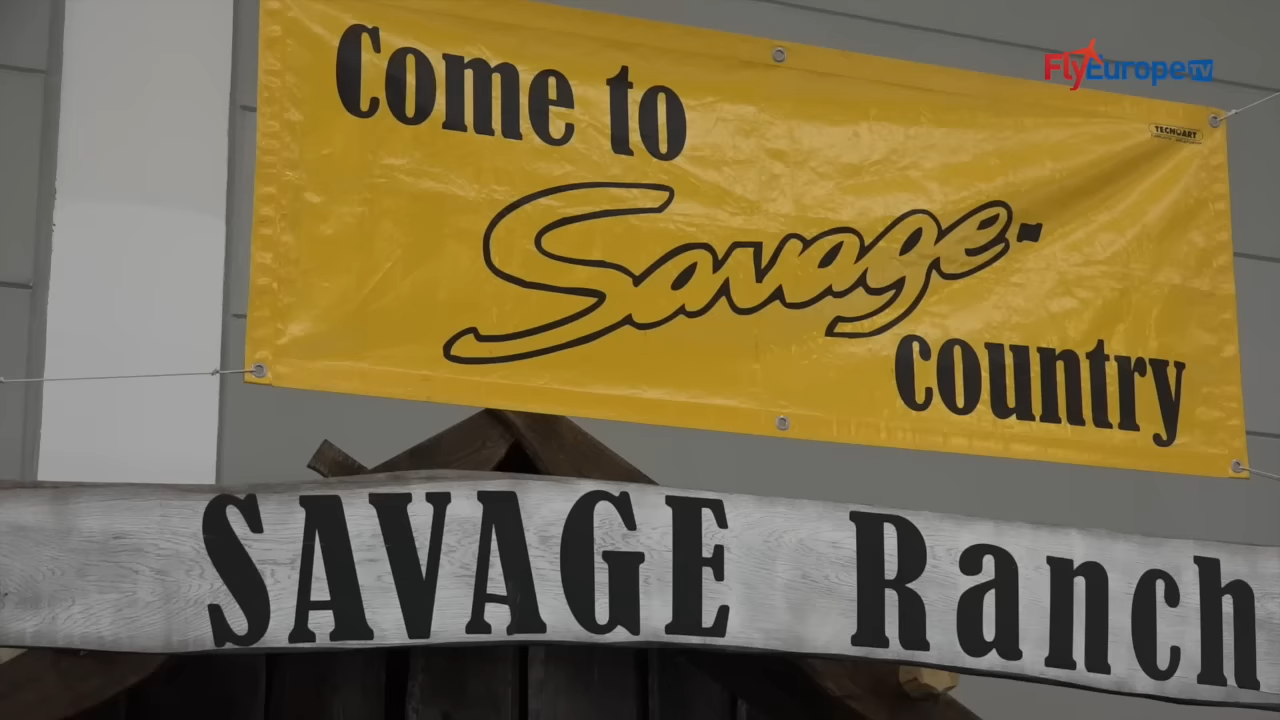 FlyEuropeTV
Come to
TECNOART
Savage-
country
SAVAGE Ranch